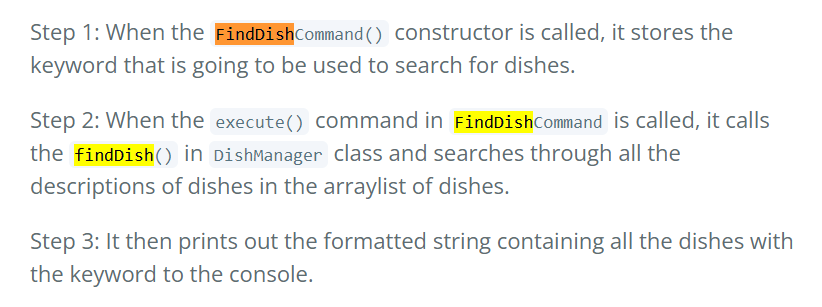 Step 1: When the FindDishCommand() constructor is called, it stores the
keyword that is going to be used to search for dishes.
Step 2: When the execute() command in FindDishCommand is called, it calls
the findDish() in DishManager class and searches through all the
descriptions of dishes in the arraylist of dishes.
Step 3: It then prints out the formatted string containing all the dishes with
the keyword to the console.